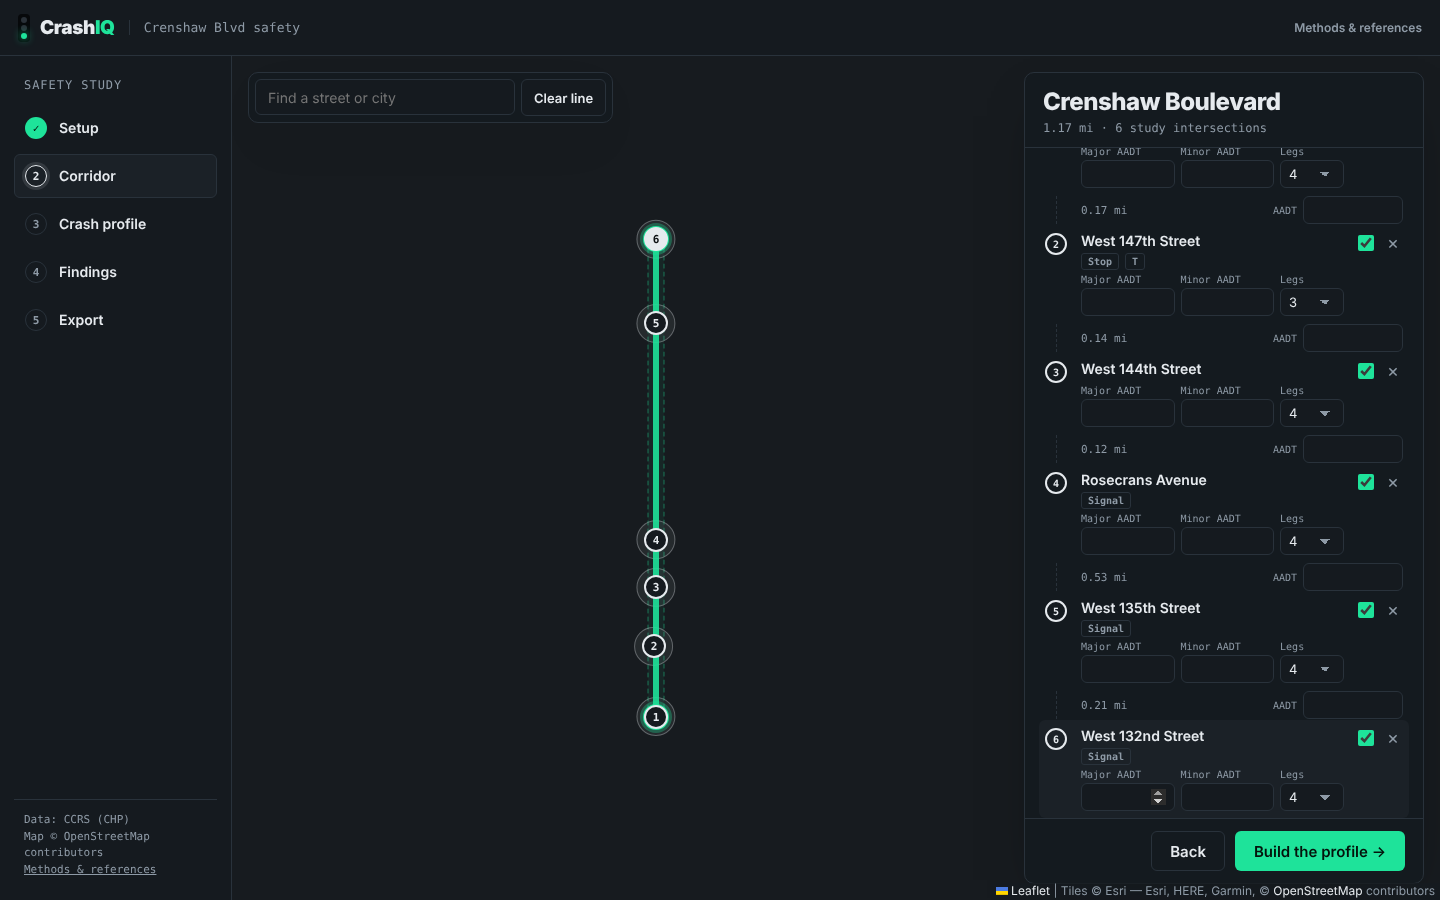 CrashIQ
Crenshaw Blvd safety
Methods & references
SAFETY STUDY
✓ Setup
2 Corridor
3 Crash profile
4 Findings
5 Export
Data: CCRS (CHP)
Map © OpenStreetMap
contributors
Methods & references
Find a street or city
Clear line
6
5
4
3
2
1
Crenshaw Boulevard
1.17 mi · 6 study intersections
Major AADT Minor AADT Legs
4
0.17 mi AADT
2 West 147th Street ×
Stop T
Major AADT Minor AADT Legs
3
0.14 mi AADT
3 West 144th Street ×
Major AADT Minor AADT Legs
4
0.12 mi AADT
4 Rosecrans Avenue ×
Signal
Major AADT Minor AADT Legs
4
0.53 mi AADT
5 West 135th Street ×
Signal
Major AADT Minor AADT Legs
4
0.21 mi AADT
6 West 132nd Street ×
Signal
Major AADT Minor AADT Legs
4
Back
Build the profile →
Leaflet | Tiles © Esri — Esri, HERE, Garmin, © OpenStreetMap contributors